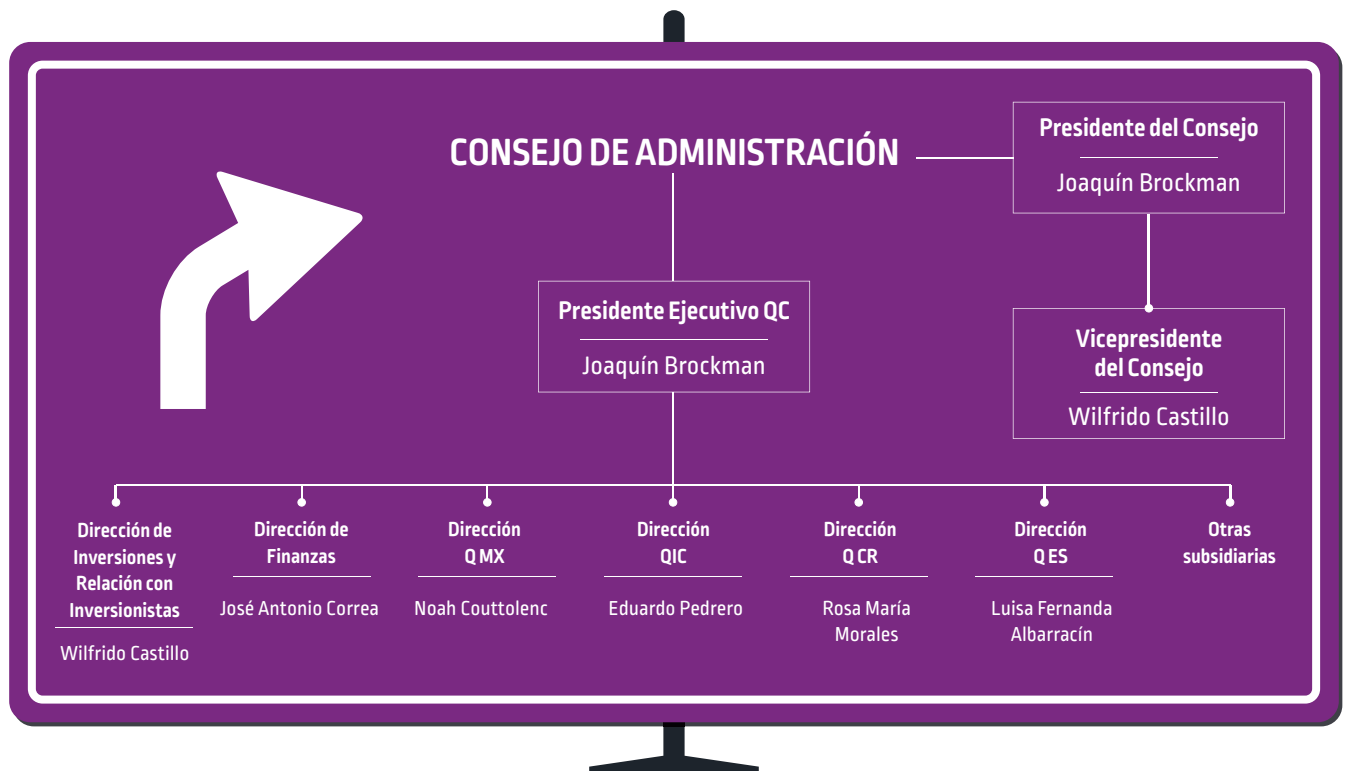 CONSEJO DE ADMINISTRACIÓN
Presidente del Consejo
Joaquín Brockman
Presidente Ejecutivo QC
Joaquín Brockman
Vicepresidente
del Consejo
Wilfrido Castillo
Dirección de
Inversiones y
Relación con
Inversionistas
Wilfrido Castillo
Dirección de
Finanzas
José Antonio Correa
Dirección
Q MX
Noah Couttolenc
Dirección
QIC
Eduardo Pedrero
Dirección
Q CR
Rosa María
Morales
Dirección
Q ES
Luisa Fernanda
Albarracín
Otras
subsidiarias